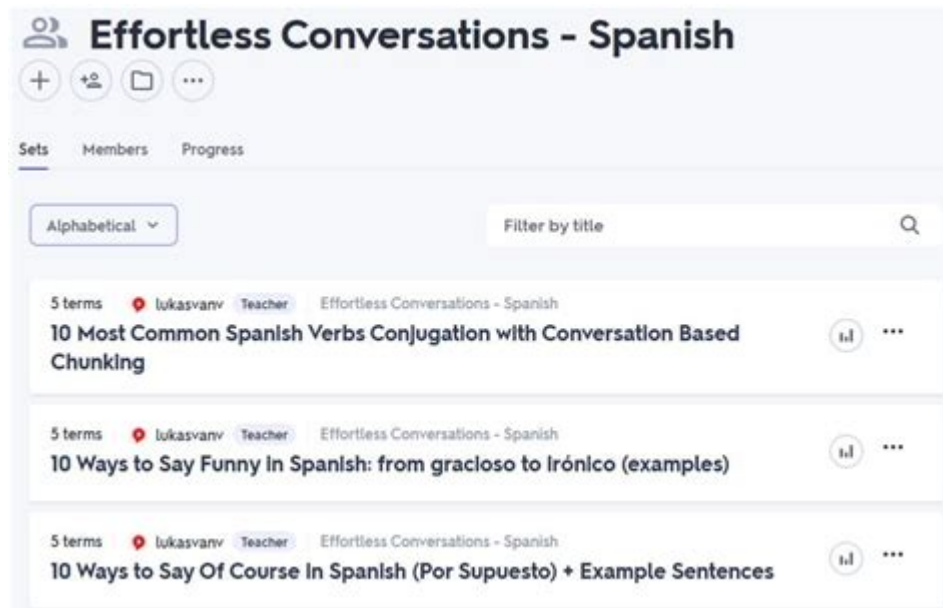 Effortless Conversations - Spanish
Sets Members Progress
Alphabetical Filter by title
5 terms lukasvanv Teacher Effortless Conversations - Spanish
10 Most Common Spanish Verbs Conjugation with Conversation Based
Chunking
5 terms lukasvanv Teacher Effortless Conversations - Spanish
10 Ways to Say Funny in Spanish: from gracioso to irónico (examples)
5 terms lukasvanv Teacher Effortless Conversations - Spanish
10 Ways to Say Of Course in Spanish (Por Supuesto) + Example Sentences